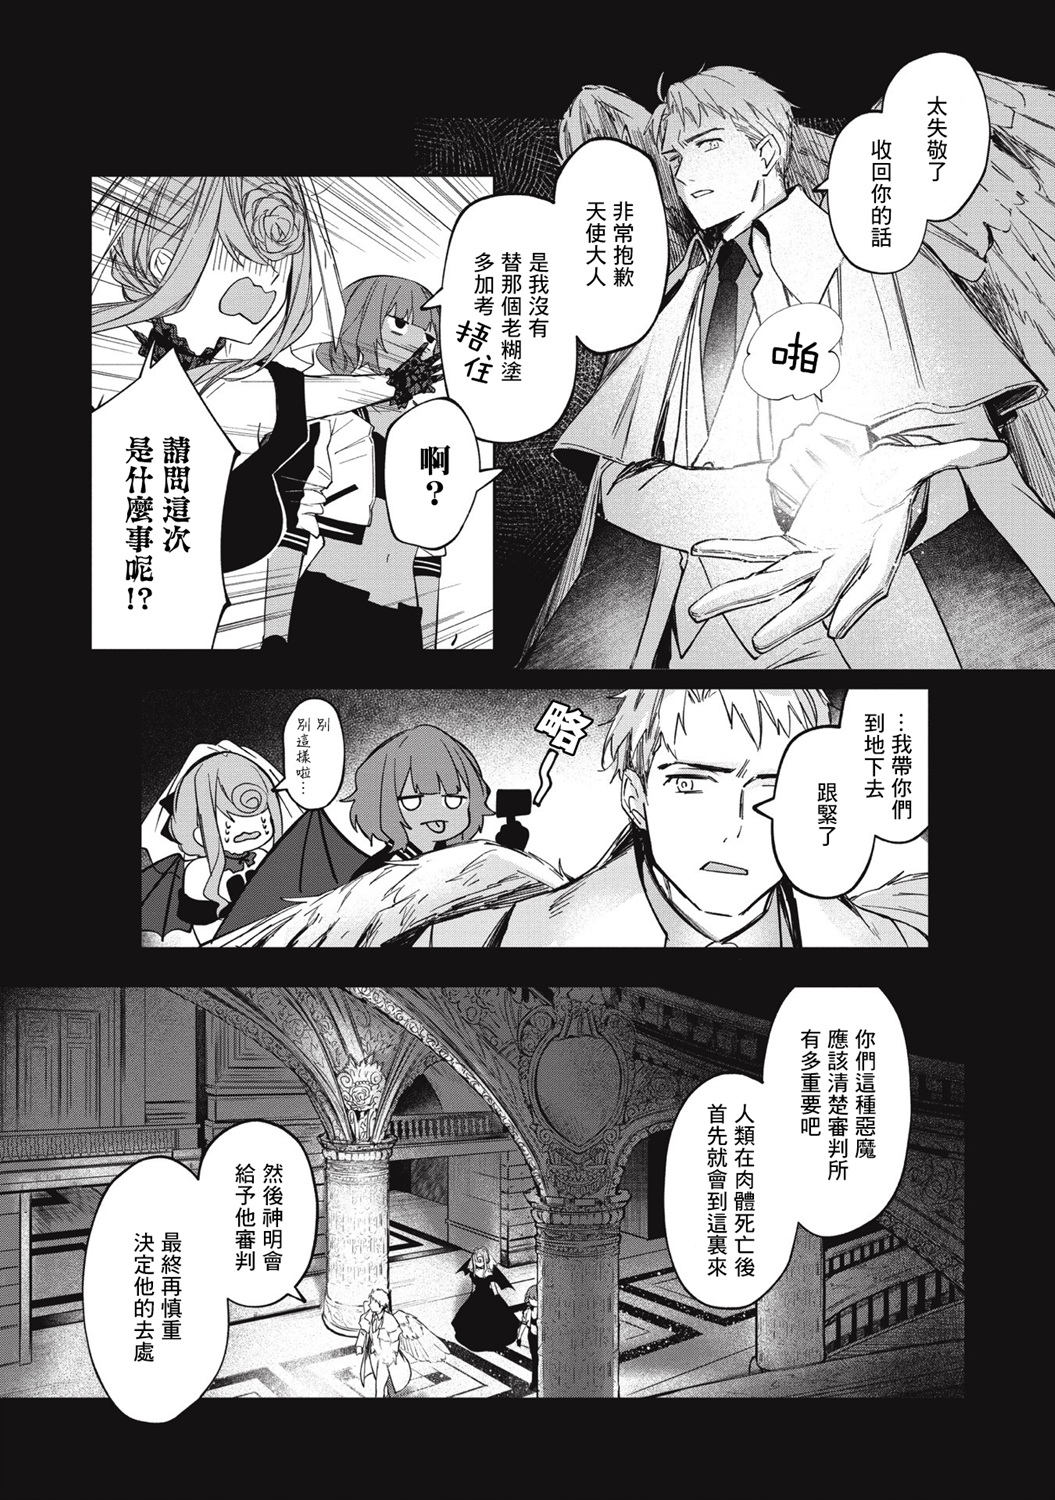 太失敬了
收回你的話
啪
非常抱歉
天使大人
是我沒有
替那個老糊塗
多加考
捂住
啊?
請問這次
是什麼事呢!?
…我帶你們
到地下去
跟緊了
略~
別
別這樣啦…
你們這種惡魔
應該清楚審判所
有多重要吧
人類在肉體死亡後
首先就會到這裏來
然後神明會
給予他審判
最終再慎重
決定他的去處